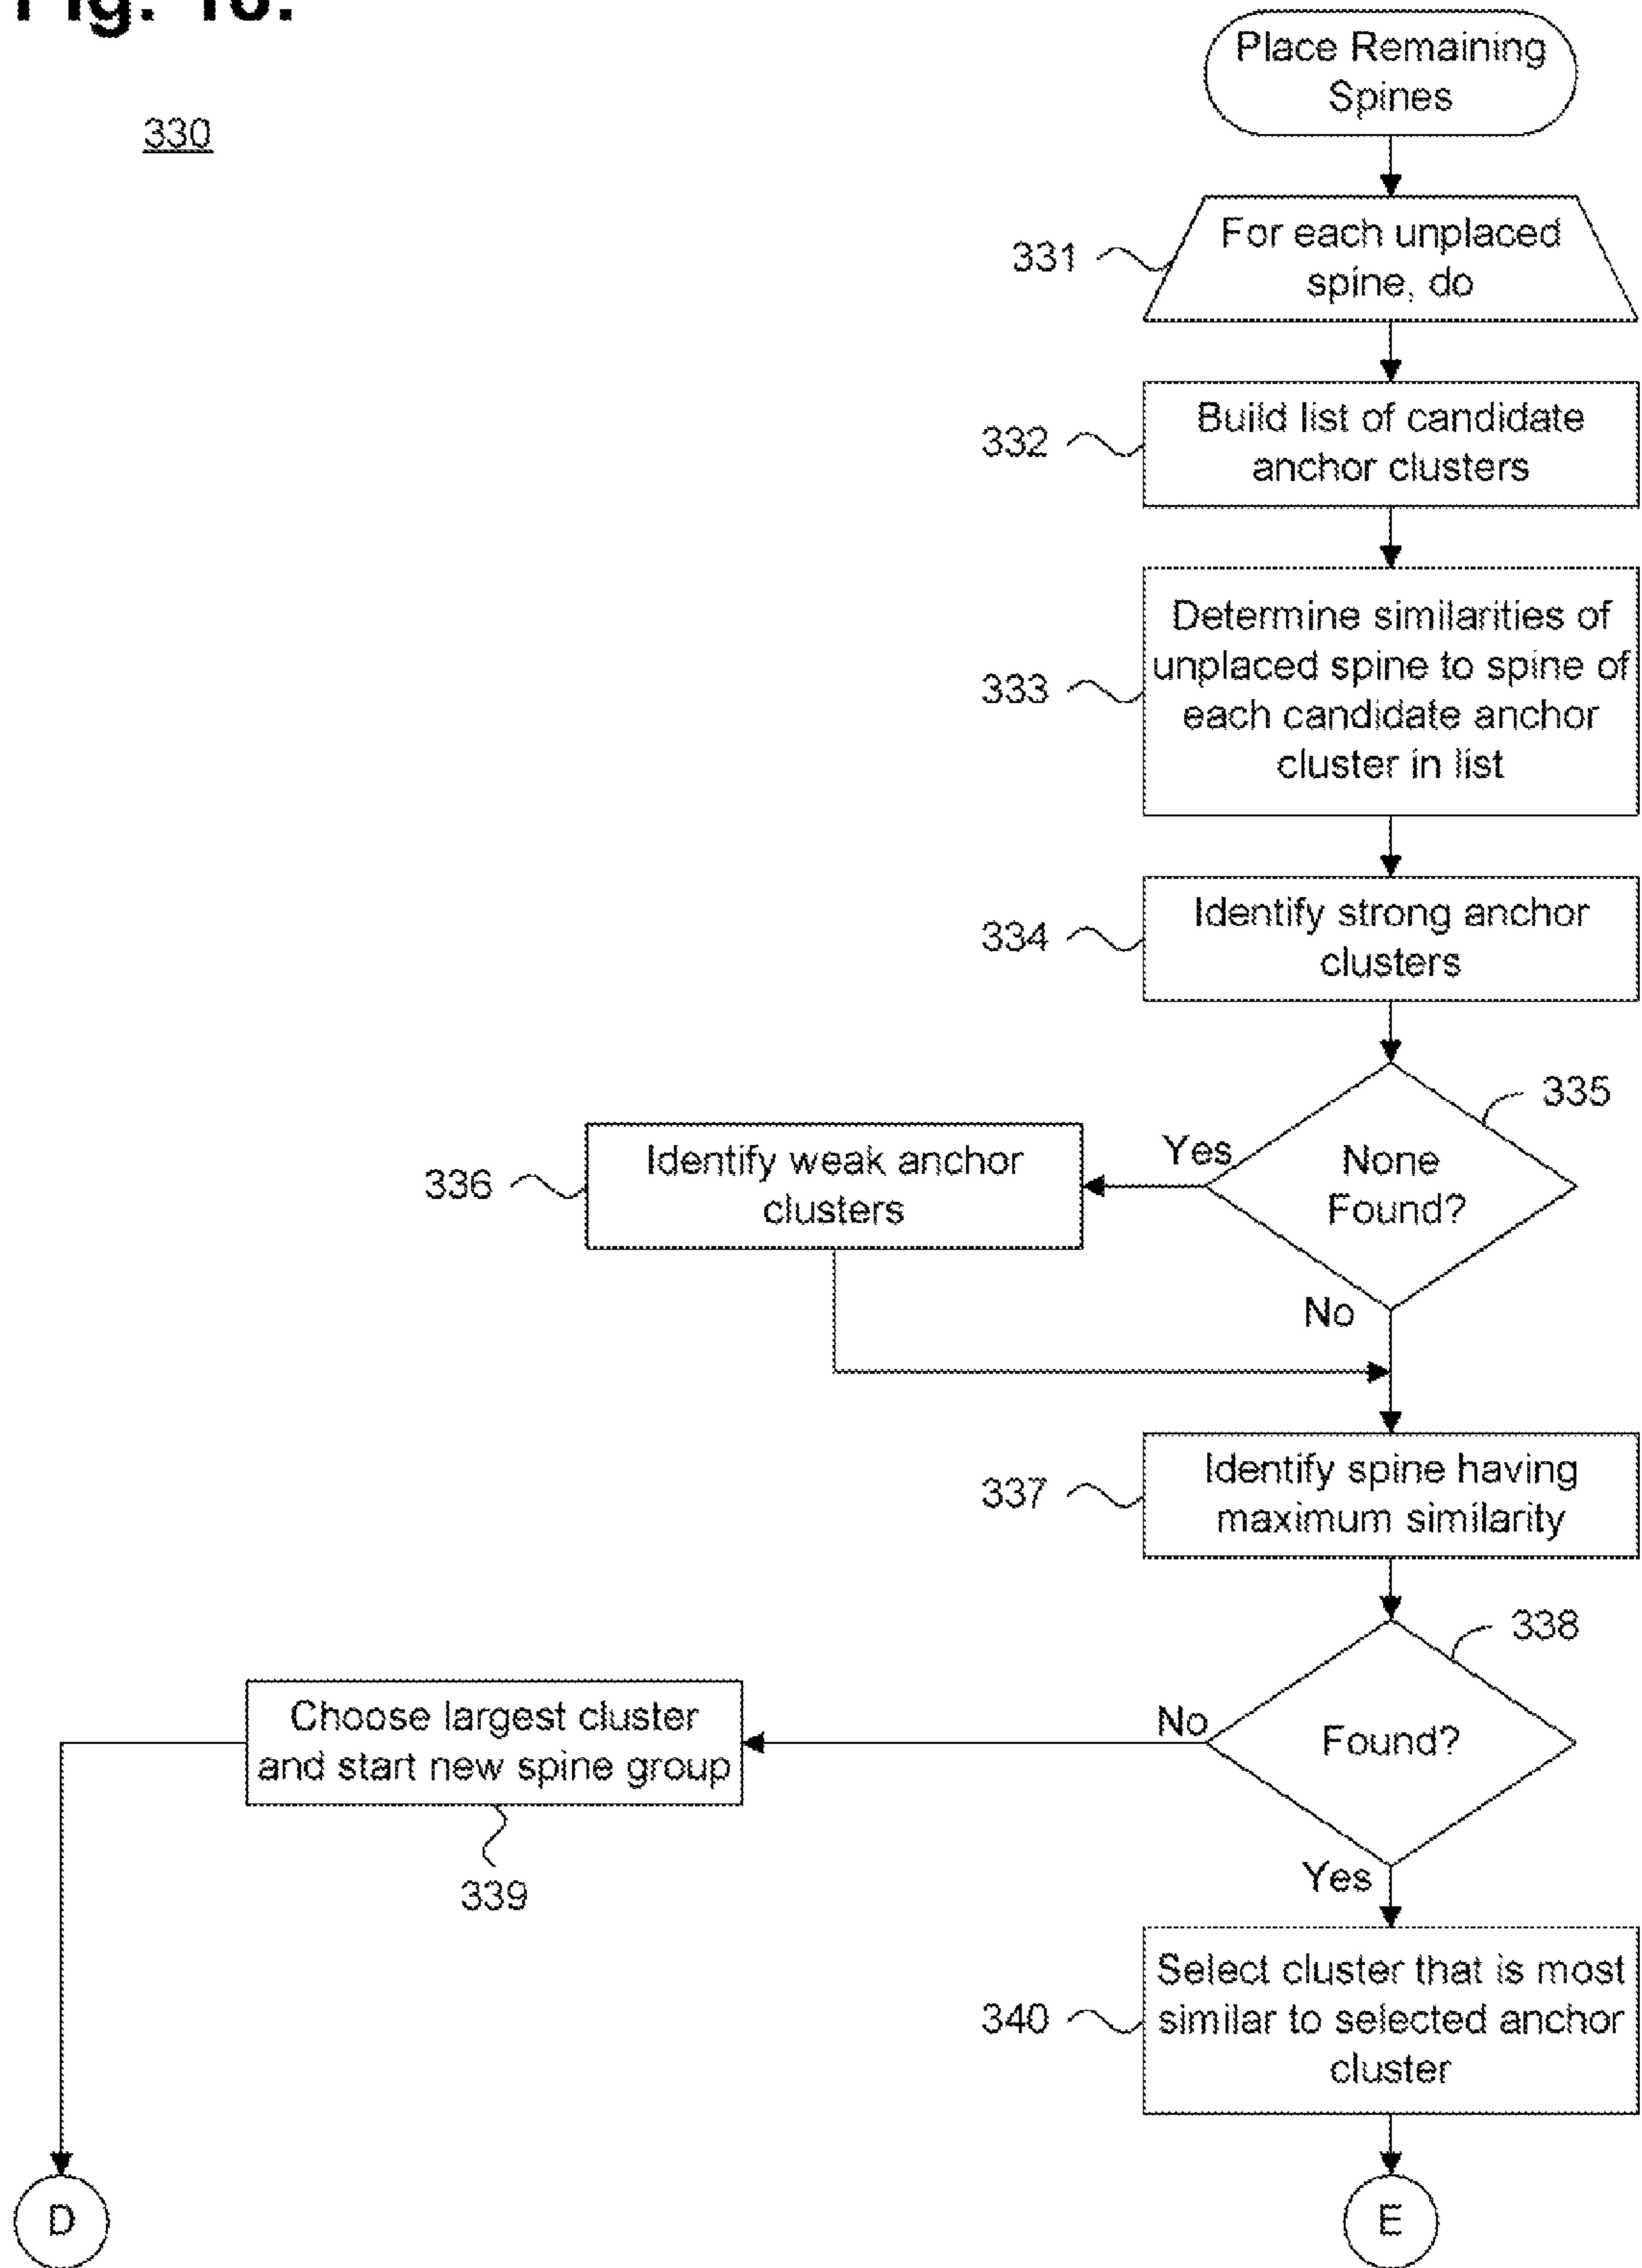 Fig. 18.
330
Place Remaining
Spines
331
For each unplaced
spine, do
332
Build list of candidate
anchor clusters
333
Determine similarities of
unplaced spine to spine of
each candidate anchor
cluster in list
334
Identify strong anchor
clusters
335
None
Found?
Yes
336
Identify weak anchor
clusters
No
337
Identify spine having
maximum similarity
338
Found?
No
Choose largest cluster
and start new spine group
339
Yes
340
Select cluster that is most
similar to selected anchor
cluster
D
E